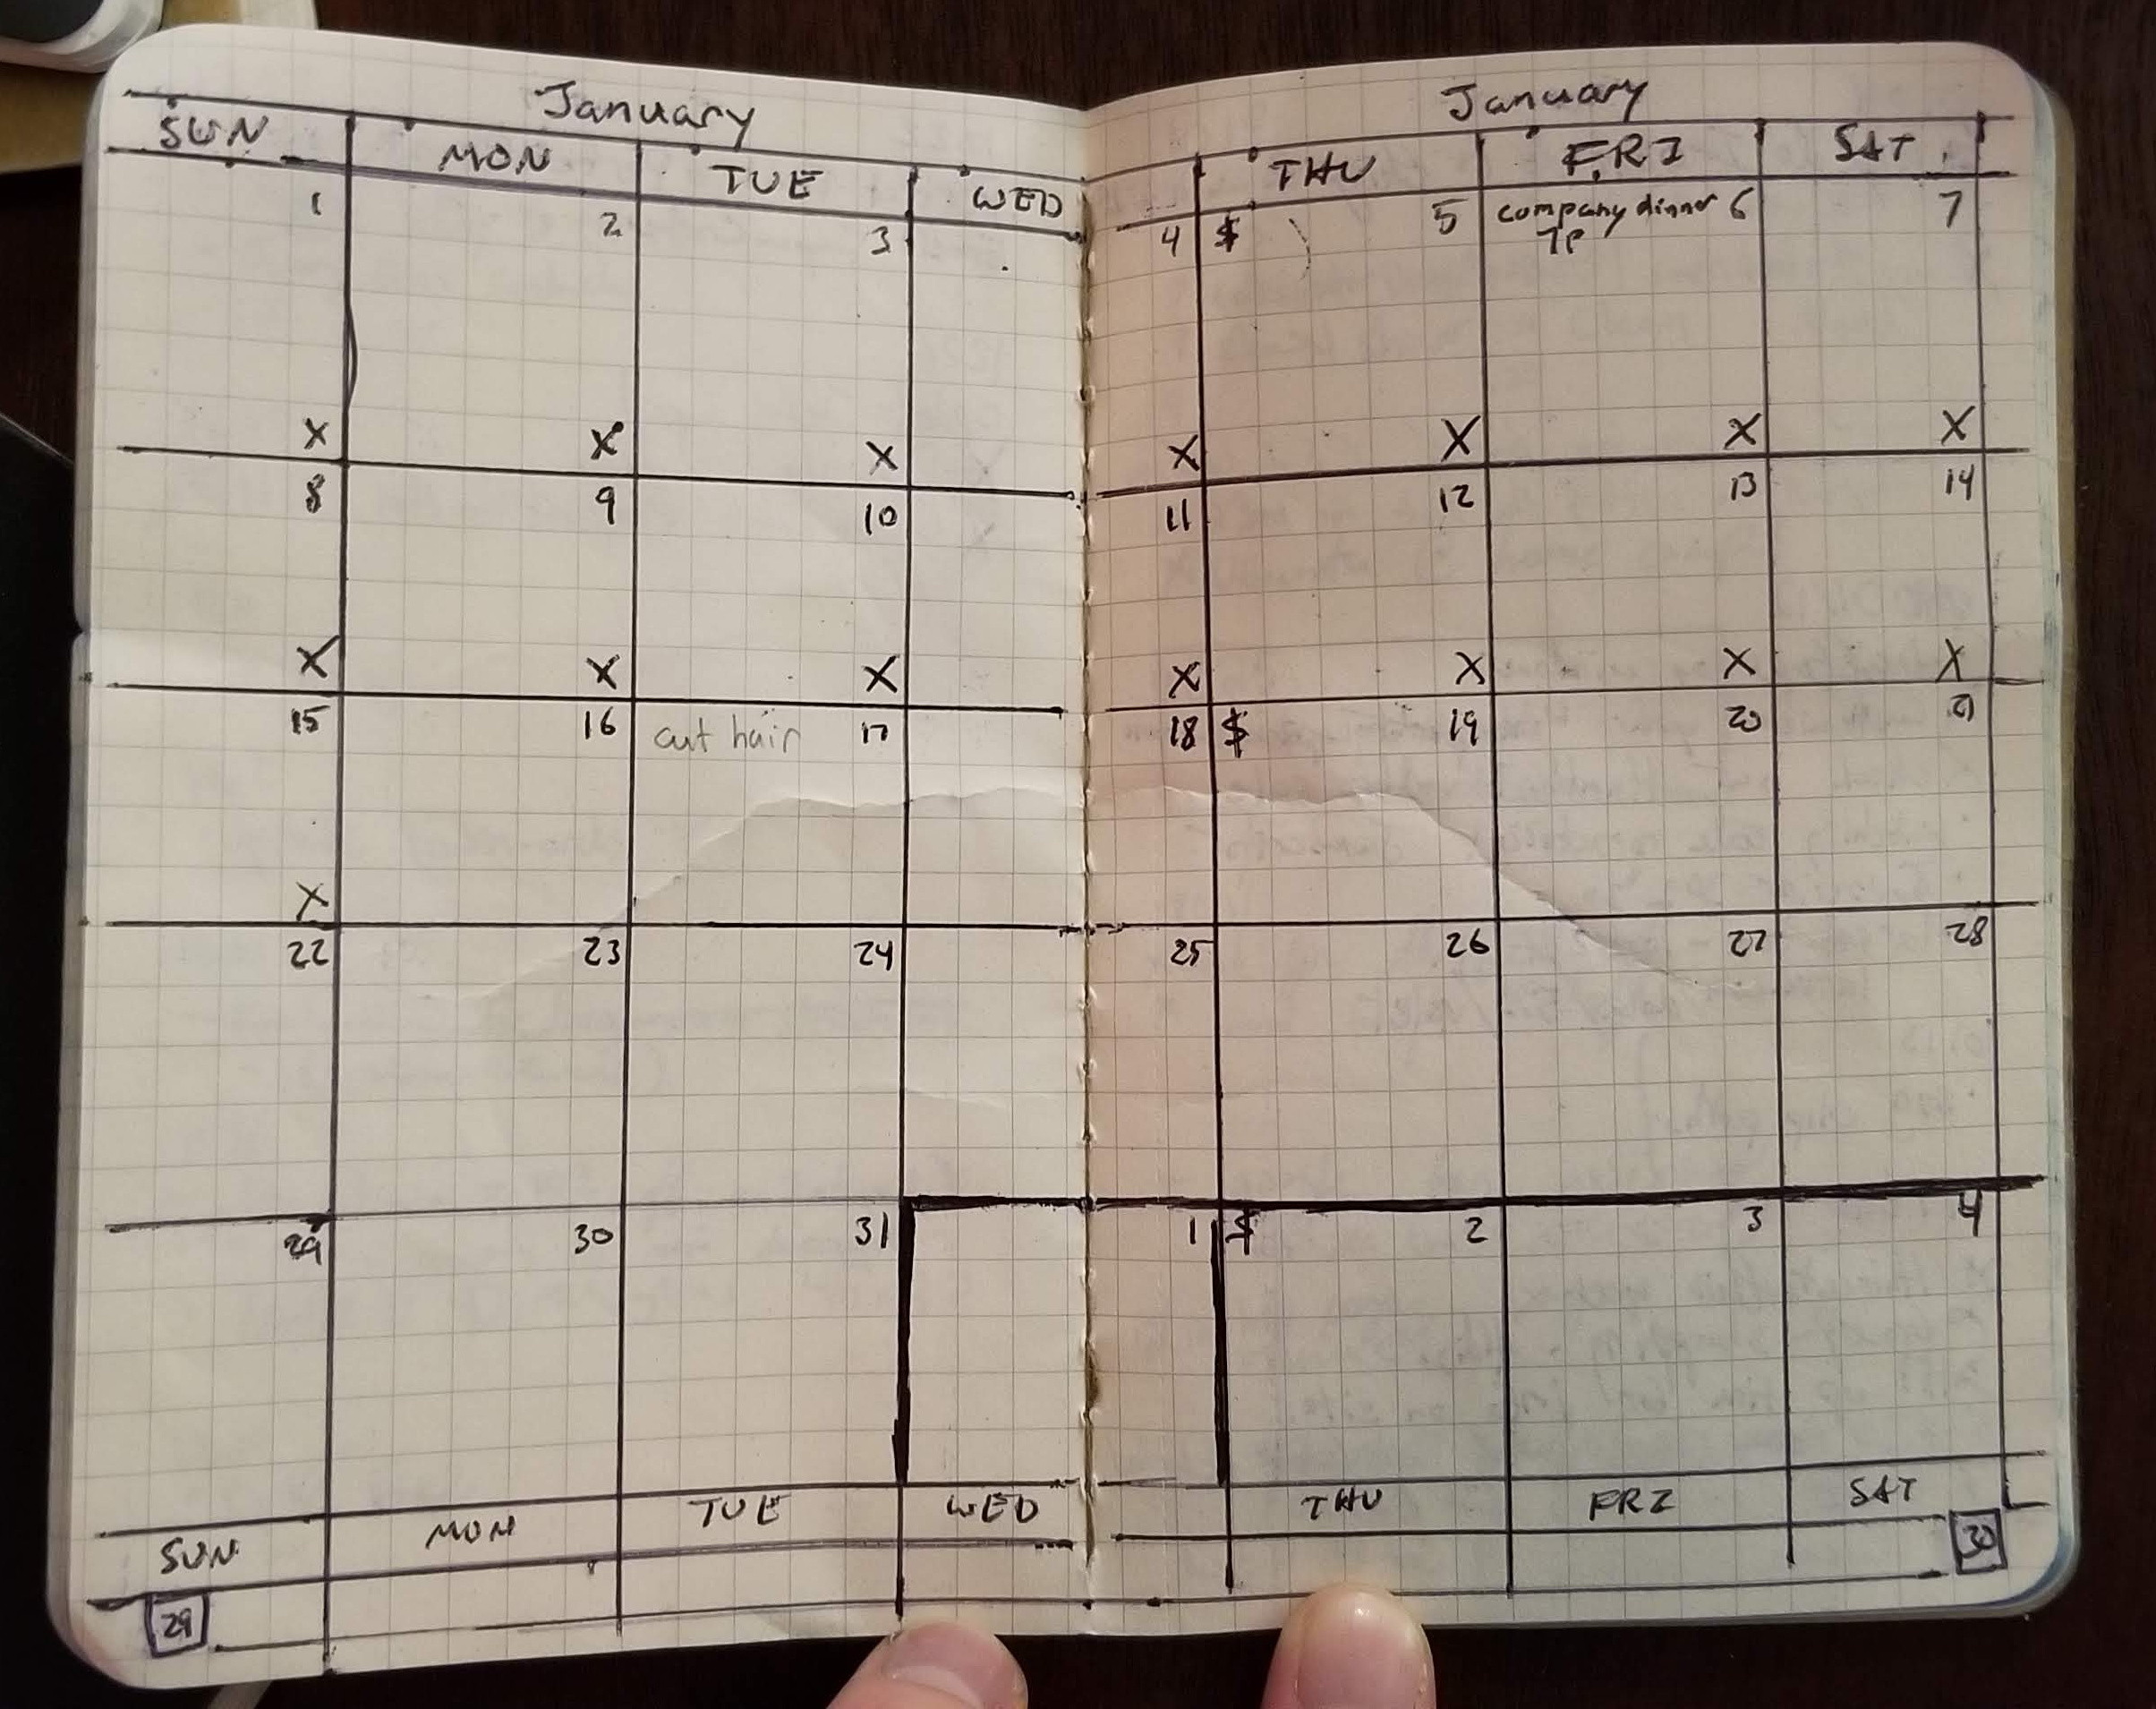 January January
SUN MON TUE WED THU FRI SAT
1 2 3 4 $ 5 company dinner 6 7
7P
X X X X X X X
8 9 10 11 12 13 14
X X X X X X X
15 16 cut hair 17 18 $ 19 20 21
X
22 23 24 25 26 27 28
29 30 31 1 $ 2 3 4
SUN MON TUE WED THU FRI SAT
29 30